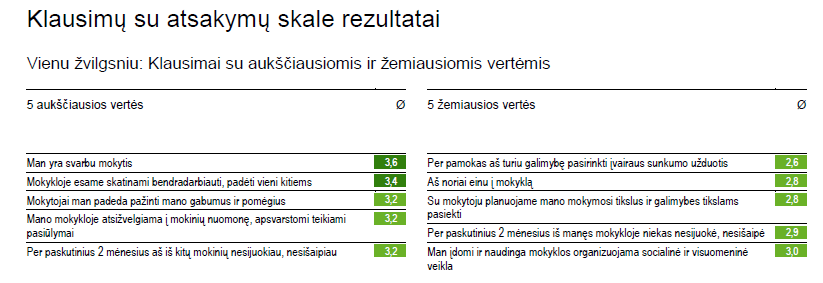 Klausimų su atsakymų skale rezultatai
Vienu žvilgsniu: Klausimai su aukščiausiomis ir žemiausiomis vertėmis
5 aukščiausios vertės Ø
Man yra svarbu mokytis 3,6
Mokykloje esame skatinami bendradarbiauti, padėti vieni kitiems 3,4
Mokytojai man padeda pažinti mano gabumus ir pomėgius 3,2
Mano mokykloje atsižvelgiama į mokinių nuomonę, apsvarstomi teikiami 3,2
pasiūlymai
Per paskutinius 2 mėnesius aš iš kitų mokinių nesijuokiau, nesišaipiau 3,2
5 žemiausios vertės Ø
Per pamokas aš turiu galimybę pasirinkti įvairaus sunkumo užduotis 2,6
Aš noriai einu į mokyklą 2,8
Su mokytoju planuojame mano mokymosi tikslus ir galimybes tikslams 2,8
pasiekti
Per paskutinius 2 mėnesius iš manęs mokykloje niekas nesijuokė, nesišaipė 2,9
Man įdomi ir naudinga mokyklos organizuojama socialinė ir visuomeninė 3,0
veikla